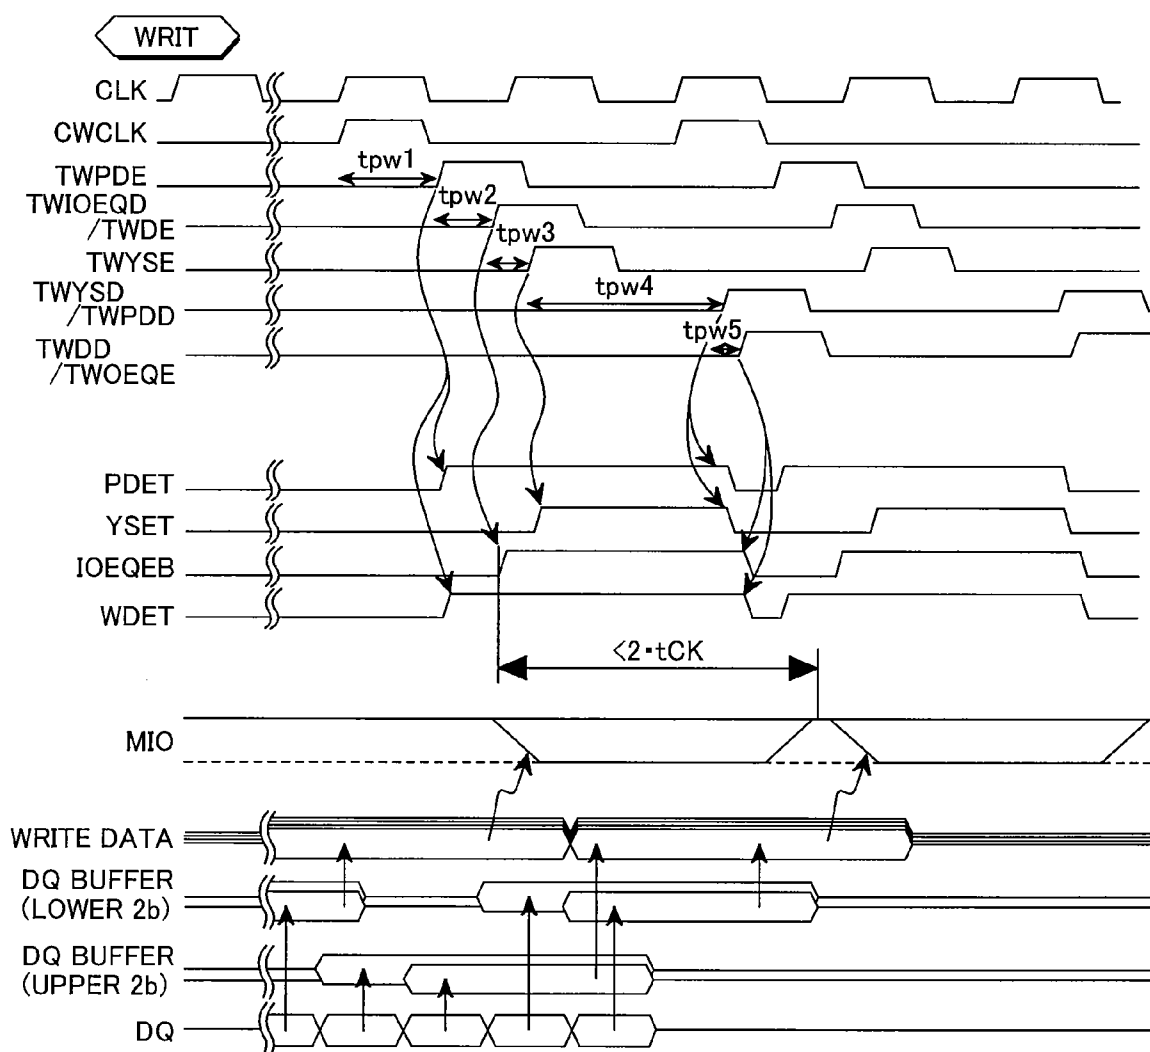 WRIT
CLK
CWCLK
tpw1
TWPDE
tpw2
TWIOEQD
/TWDE
tpw3
TWYSE
tpw4
TWYSD
/TWPDD
tpw5
TWDD
/TWOEQE
PDET
YSET
IOEQEB
WDET
<2·tCK
MIO
WRITE DATA
DQ BUFFER
(LOWER 2b)
DQ BUFFER
(UPPER 2b)
DQ